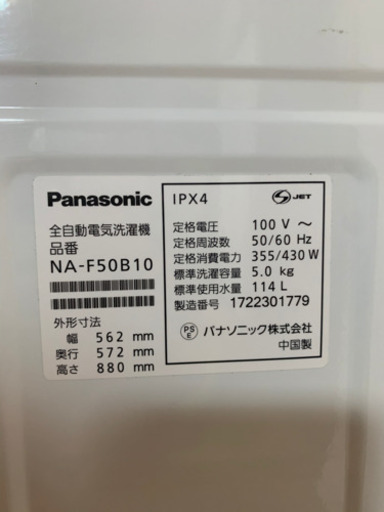 Panasonic
全自動電気洗濯機
品番
NA-F50B10
外形寸法
幅 562 mm
奥行 572 mm
高さ 880 mm
IPX4
S JET
定格電圧 100 V ～
定格周波数 50/60 Hz
定格消費電力 355/430 W
標準洗濯容量 5.0 kg
標準使用水量 114 L
製造番号 1722301779
PS E パナソニック株式会社
中国製